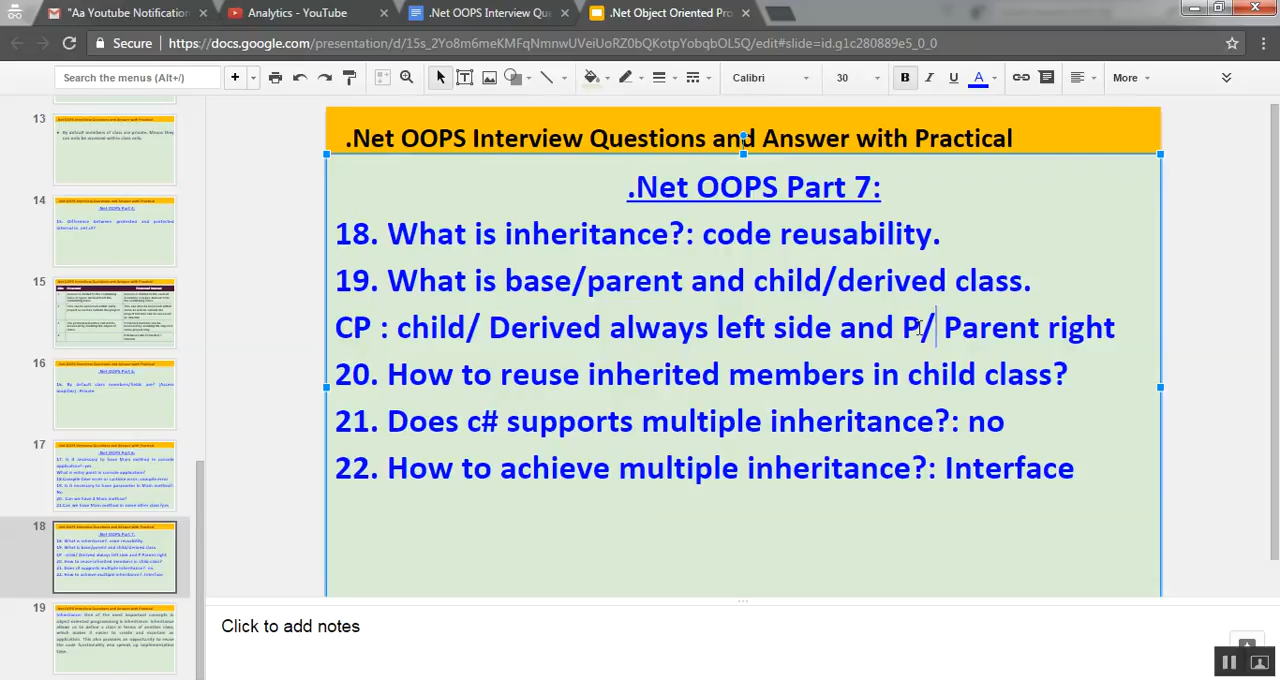 "Aa Youtube Notification
Analytics - YouTube
.Net OOPS Interview Qu
.Net Object Oriented Pro
Secure
https://docs.google.com/presentation/d/15s_2Yo8m6meKMFqNmnwUVeiUoRZ0bQKotpYobqbOL5Q/edit#slide=id.g1c280889e5_0_0
Search the menus (Alt+/)
Calibri
30
B
I
U
A
More
13
14
15
16
17
18
19
.Net OOPS Interview Questions and Answer with Practical
.Net OOPS Part 7:
18. What is inheritance?: code reusability.
19. What is base/parent and child/derived class.
CP : child/ Derived always left side and P/ Parent right
20. How to reuse inherited members in child class?
21. Does c# supports multiple inheritance?: no
22. How to achieve multiple inheritance?: Interface
Click to add notes